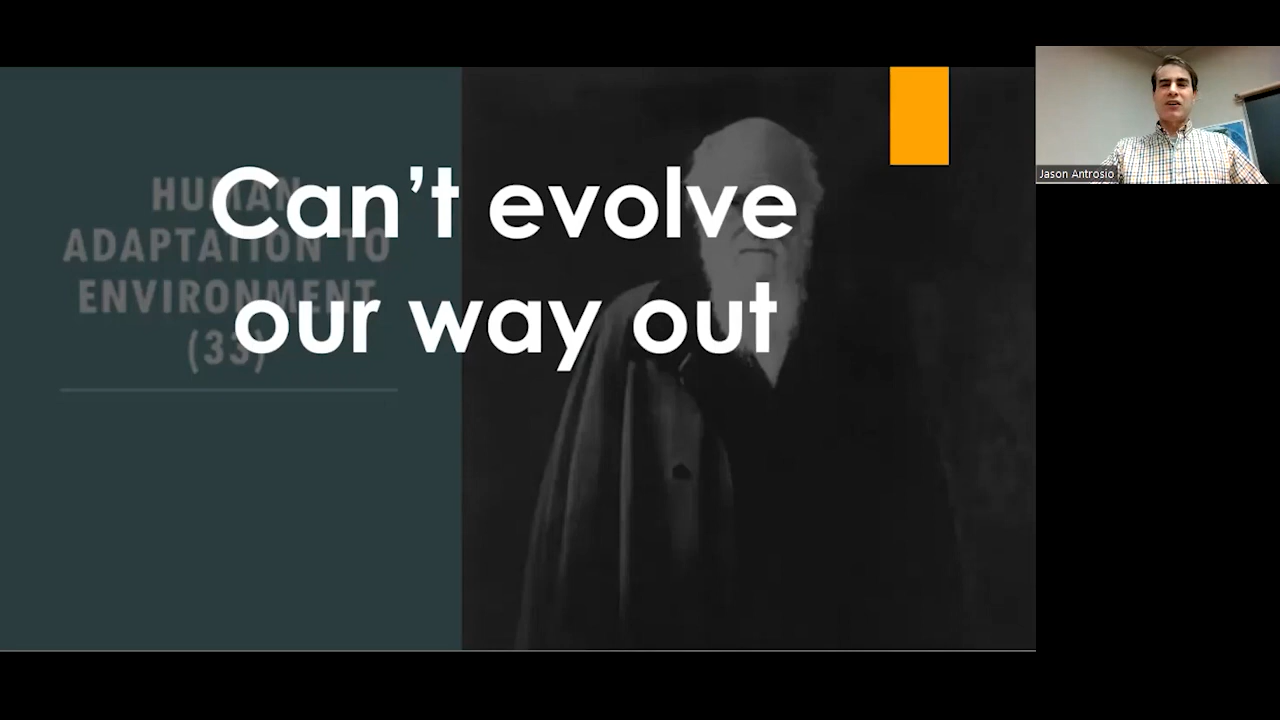 Can’t evolve
our way out
HUMAN
ADAPTATION TO
ENVIRONMENT
(33)
Jason Antrosio